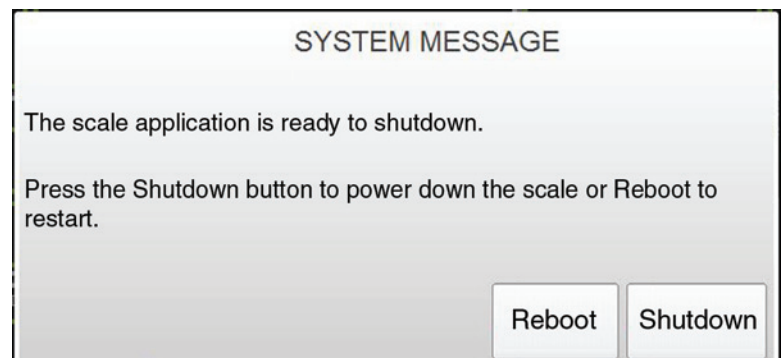 SYSTEM MESSAGE
The scale application is ready to shutdown.
Press the Shutdown button to power down the scale or Reboot to
restart.
Reboot Shutdown